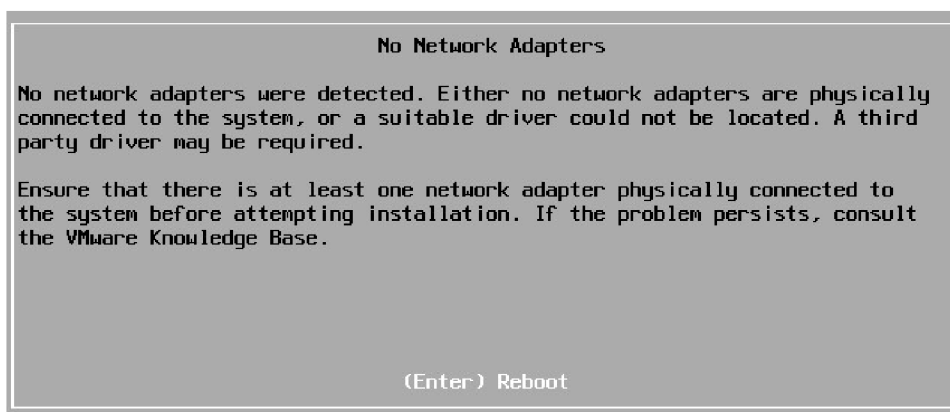 No Network Adapters
No network adapters were detected. Either no network adapters are physically
connected to the system, or a suitable driver could not be located. A third
party driver may be required.
Ensure that there is at least one network adapter physically connected to
the system before attempting installation. If the problem persists, consult
the VMware Knowledge Base.
(Enter) Reboot